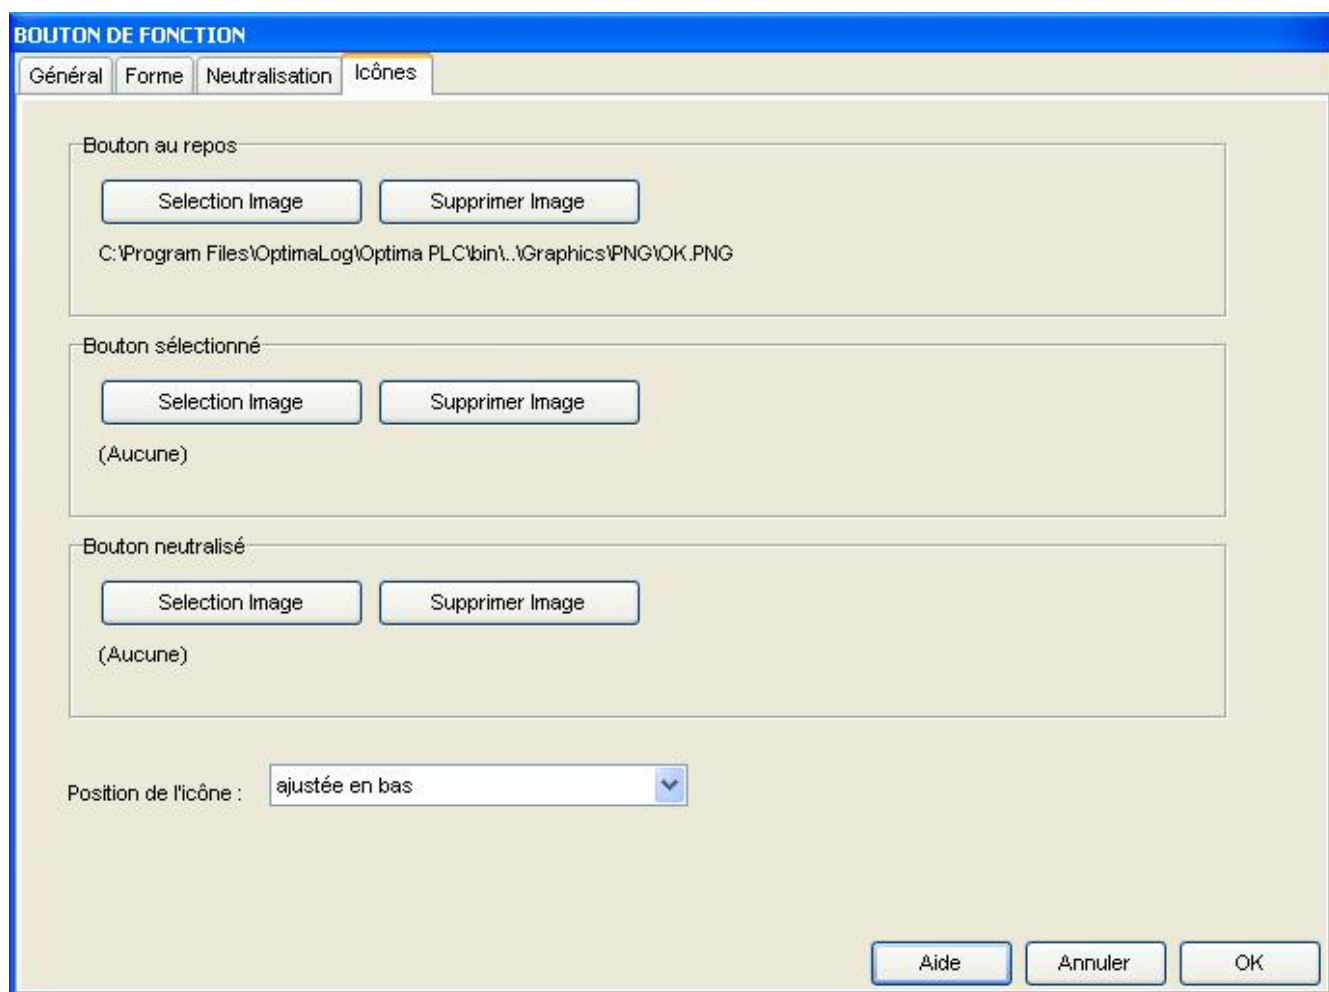 BOUTON DE FONCTION
Général Forme Neutralisation Icônes
Bouton au repos
Selection Image Supprimer Image
C:\Program Files\OptimaLog\Optima PLC\bin\..\Graphics\PNG\OK.PNG
Bouton sélectionné
Selection Image Supprimer Image
(Aucune)
Bouton neutralisé
Selection Image Supprimer Image
(Aucune)
Position de l'icône : ajustée en bas
Aide Annuler OK